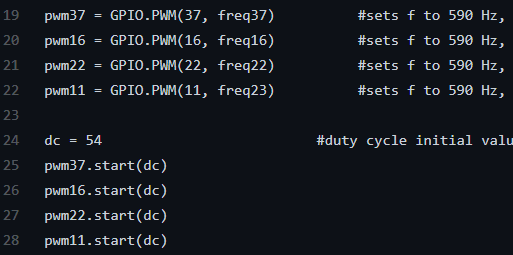 19 pwm37 = GPIO.PWM(37, freq37) #sets f to 590 Hz,
20 pwm16 = GPIO.PWM(16, freq16) #sets f to 590 Hz,
21 pwm22 = GPIO.PWM(22, freq22) #sets f to 590 Hz,
22 pwm11 = GPIO.PWM(11, freq23) #sets f to 590 Hz,
23
24 dc = 54 #duty cycle initial valu
25 pwm37.start(dc)
26 pwm16.start(dc)
27 pwm22.start(dc)
28 pwm11.start(dc)